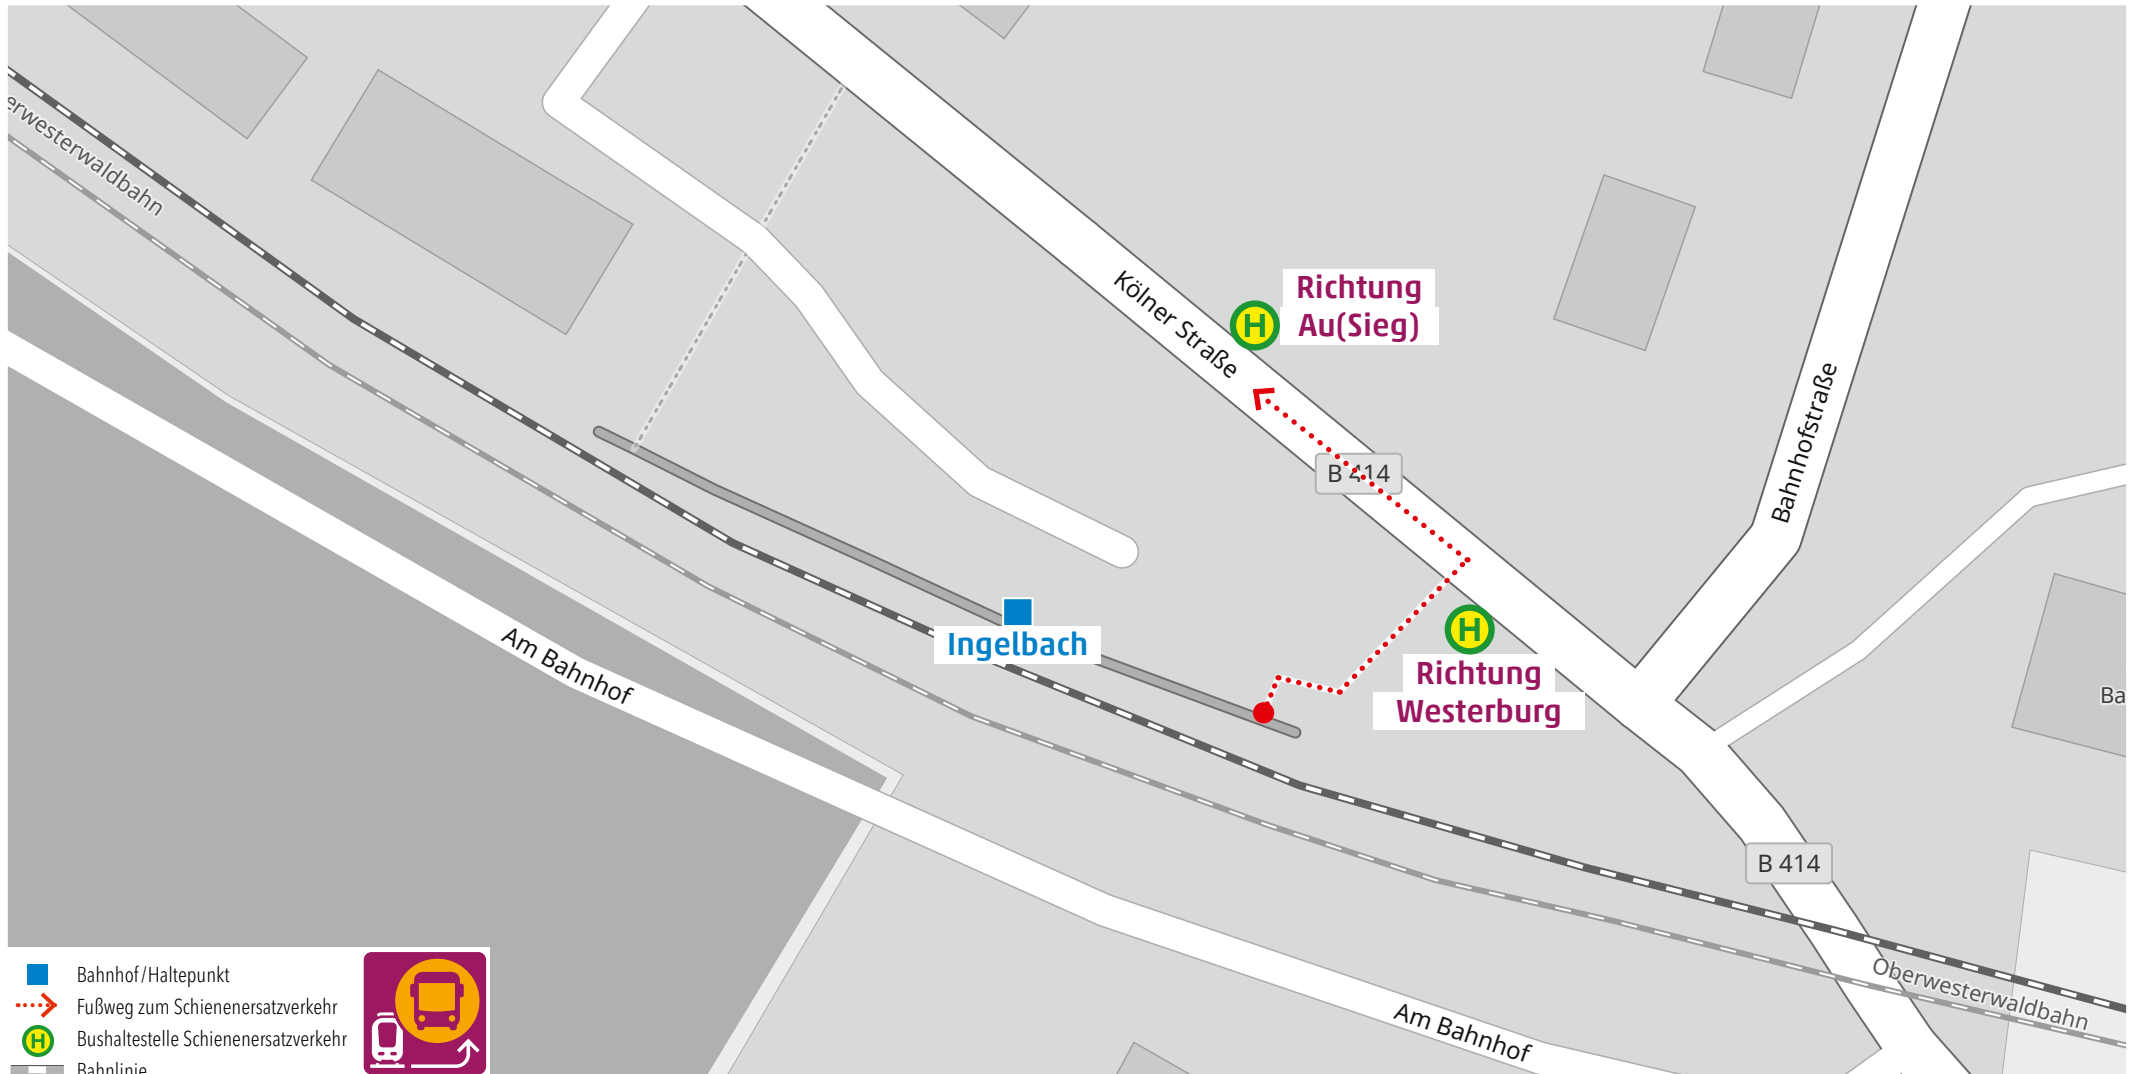 erwesterwaldbahn
Kölner Straße
Richtung
Au(Sieg)
H
Bahnhofstraße
B 414
Ingelbach
H
Richtung
Westerburg
Am Bahnhof
Ba
B 414
Oberwesterwaldbahn
Am Bahnhof
Bahnhof/Haltepunkt
Fußweg zum Schienenersatzverkehr
H Bushaltestelle Schienenersatzverkehr
Bahnlinie